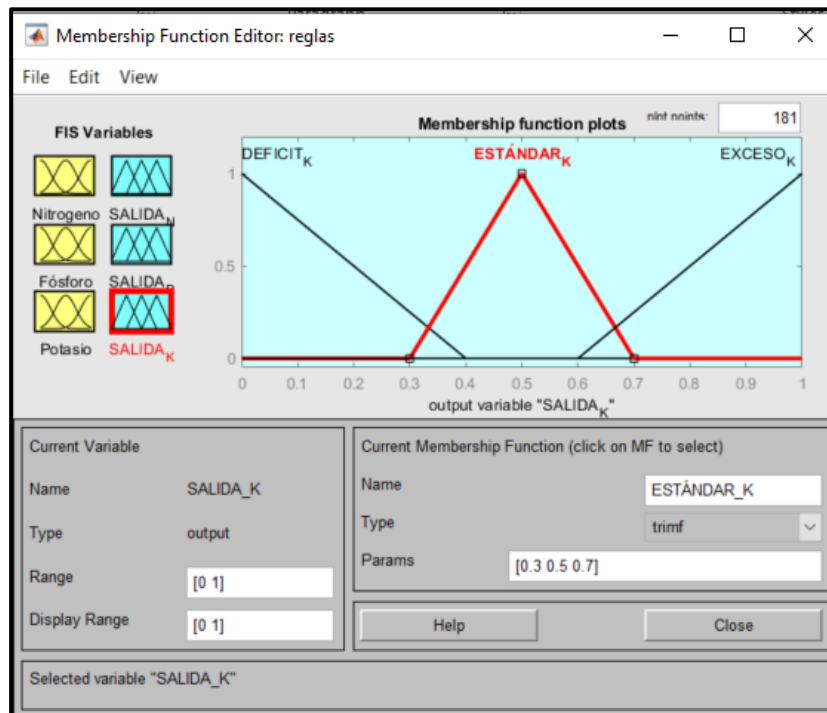 Membership Function Editor: reglas
File Edit View
FIS Variables
Nitrogeno SALIDA_N
Fósforo
Potasio SALIDA_K
Membership function plots plot points: 181
DEFICIT_K ESTÁNDAR_K EXCESO_K
1
0.5
0
0 0.1 0.2 0.3 0.4 0.5 0.6 0.7 0.8 0.9 1
output variable "SALIDA_K"
Current Variable
Name SALIDA_K
Type output
Range [0 1]
Display Range [0 1]
Current Membership Function (click on MF to select)
Name ESTÁNDAR_K
Type trimf
Params [0.3 0.5 0.7]
Help Close
Selected variable "SALIDA_K"